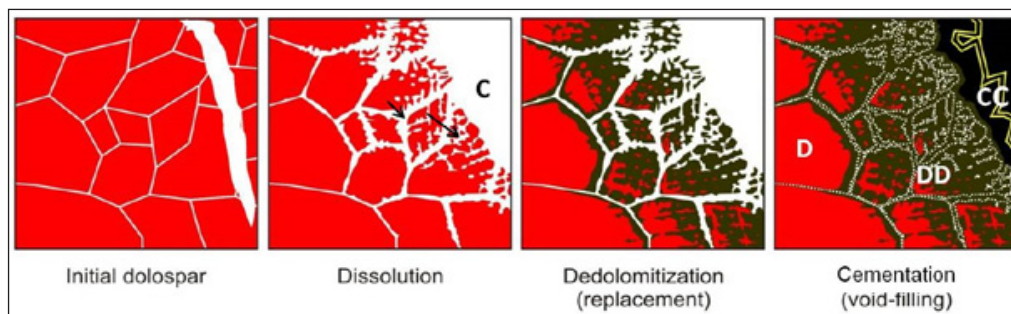 C
CC
D
DD
Initial dolospar
Dissolution
Dedolomitization
(replacement)
Cementation
(void-filling)